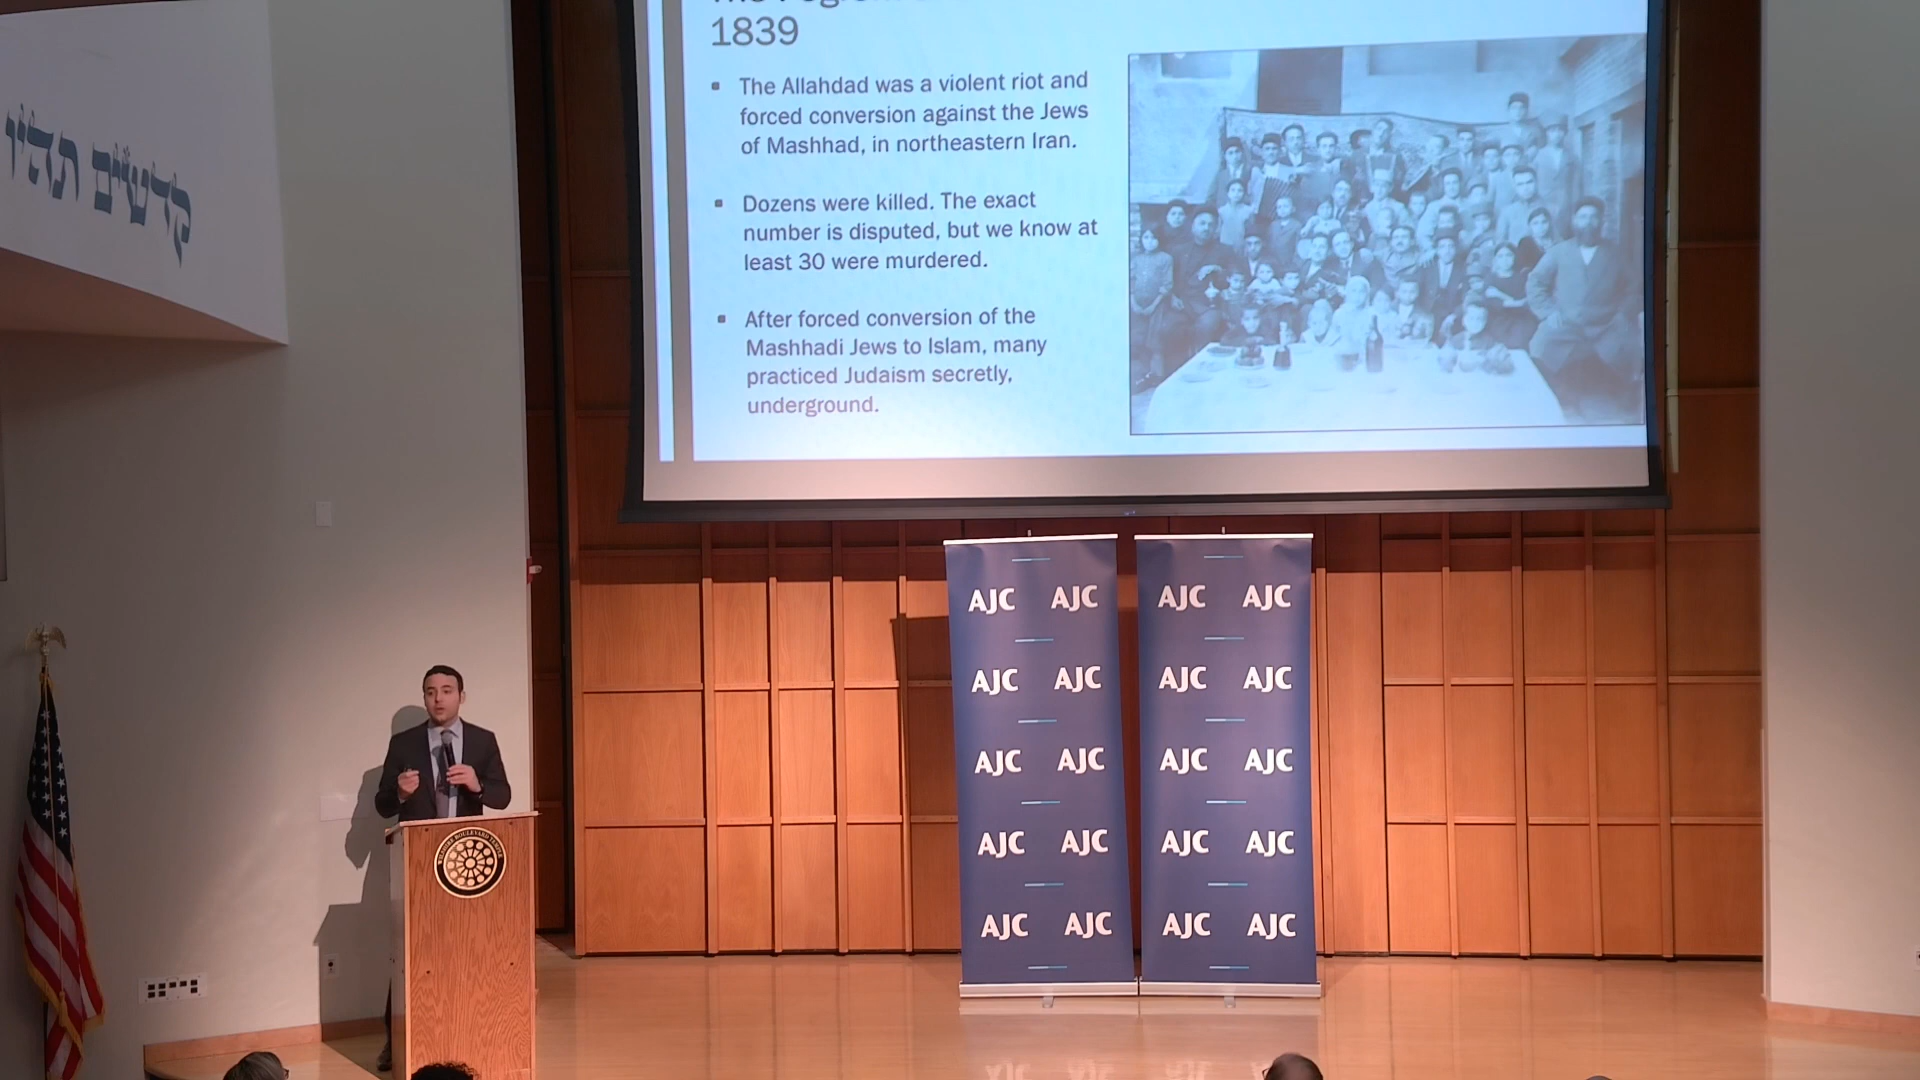 1839
▪ The Allahdad was a violent riot and
forced conversion against the Jews
of Mashhad, in northeastern Iran.
▪ Dozens were killed. The exact
number is disputed, but we know at
least 30 were murdered.
▪ After forced conversion of the
Mashhadi Jews to Islam, many
practiced Judaism secretly,
underground.
קדשים תהיו
AJC AJC
AJC AJC
AJC AJC
AJC AJC
AJC AJC
AJC AJC
AJC AJC
AJC AJC
AJC AJC
AJC AJC
WILSHIRE BOULEVARD TEMPLE